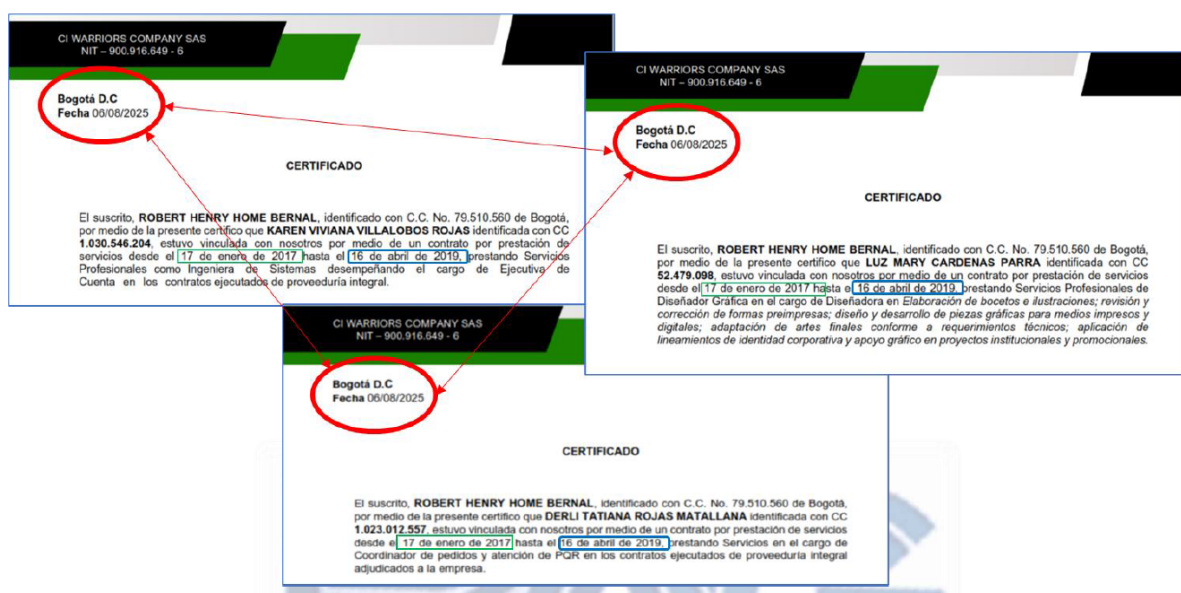 CI WARRIORS COMPANY SAS
NIT – 900.916.649 - 6
Bogotá D.C
Fecha 06/08/2025
CERTIFICADO
El suscrito, ROBERT HENRY HOME BERNAL, identificado con C.C. No. 79.510.560 de Bogotá,
por medio de la presente certifico que KAREN VIVIANA VILLALOBOS ROJAS identificada con CC
1.030.546.204, estuvo vinculada con nosotros por medio de un contrato por prestación de
servicios desde el 17 de enero de 2017 hasta el 16 de abril de 2019, prestando Servicios
Profesionales como Ingeniera de Sistemas desempeñando el cargo de Ejecutiva de
Cuenta en los contratos ejecutados de proveeduría integral.
CI WARRIORS COMPANY SAS
NIT – 900.916.649 - 6
Bogotá D.C
Fecha 06/08/2025
CERTIFICADO
El suscrito, ROBERT HENRY HOME BERNAL, identificado con C.C. No. 79.510.560 de Bogotá,
por medio de la presente certifico que LUZ MARY CARDENAS PARRA identificada con CC
52.479.098, estuvo vinculada con nosotros por medio de un contrato por prestación de servicios
desde el 17 de enero de 2017 hasta e 16 de abril de 2019, prestando Servicios Profesionales de
Diseñador Gráfica en el cargo de Diseñadora en Elaboración de bocetos e ilustraciones; revisión y
corrección de formas preimpresas; diseño y desarrollo de piezas gráficas para medios impresos y
digitales; adaptación de artes finales conforme a requerimientos técnicos; aplicación de
lineamientos de identidad corporativa y apoyo gráfico en proyectos institucionales y promocionales.
CI WARRIORS COMPANY SAS
NIT – 900.916.649 - 6
Bogotá D.C
Fecha 06/08/2025
CERTIFICADO
El suscrito, ROBERT HENRY HOME BERNAL, identificado con C.C. No. 79.510.560 de Bogotá,
por medio de la presente certifico que DERLI TATIANA ROJAS MATALLANA identificada con CC
1.023.012.557, estuvo vinculada con nosotros por medio de un contrato por prestación de servicios
desde e 17 de enero de 2017 hasta el 16 de abril de 2019, prestando Servicios en el cargo de
Coordinador de pedidos y atención de PQR en los contratos ejecutados de proveeduría integral
adjudicados a la empresa.